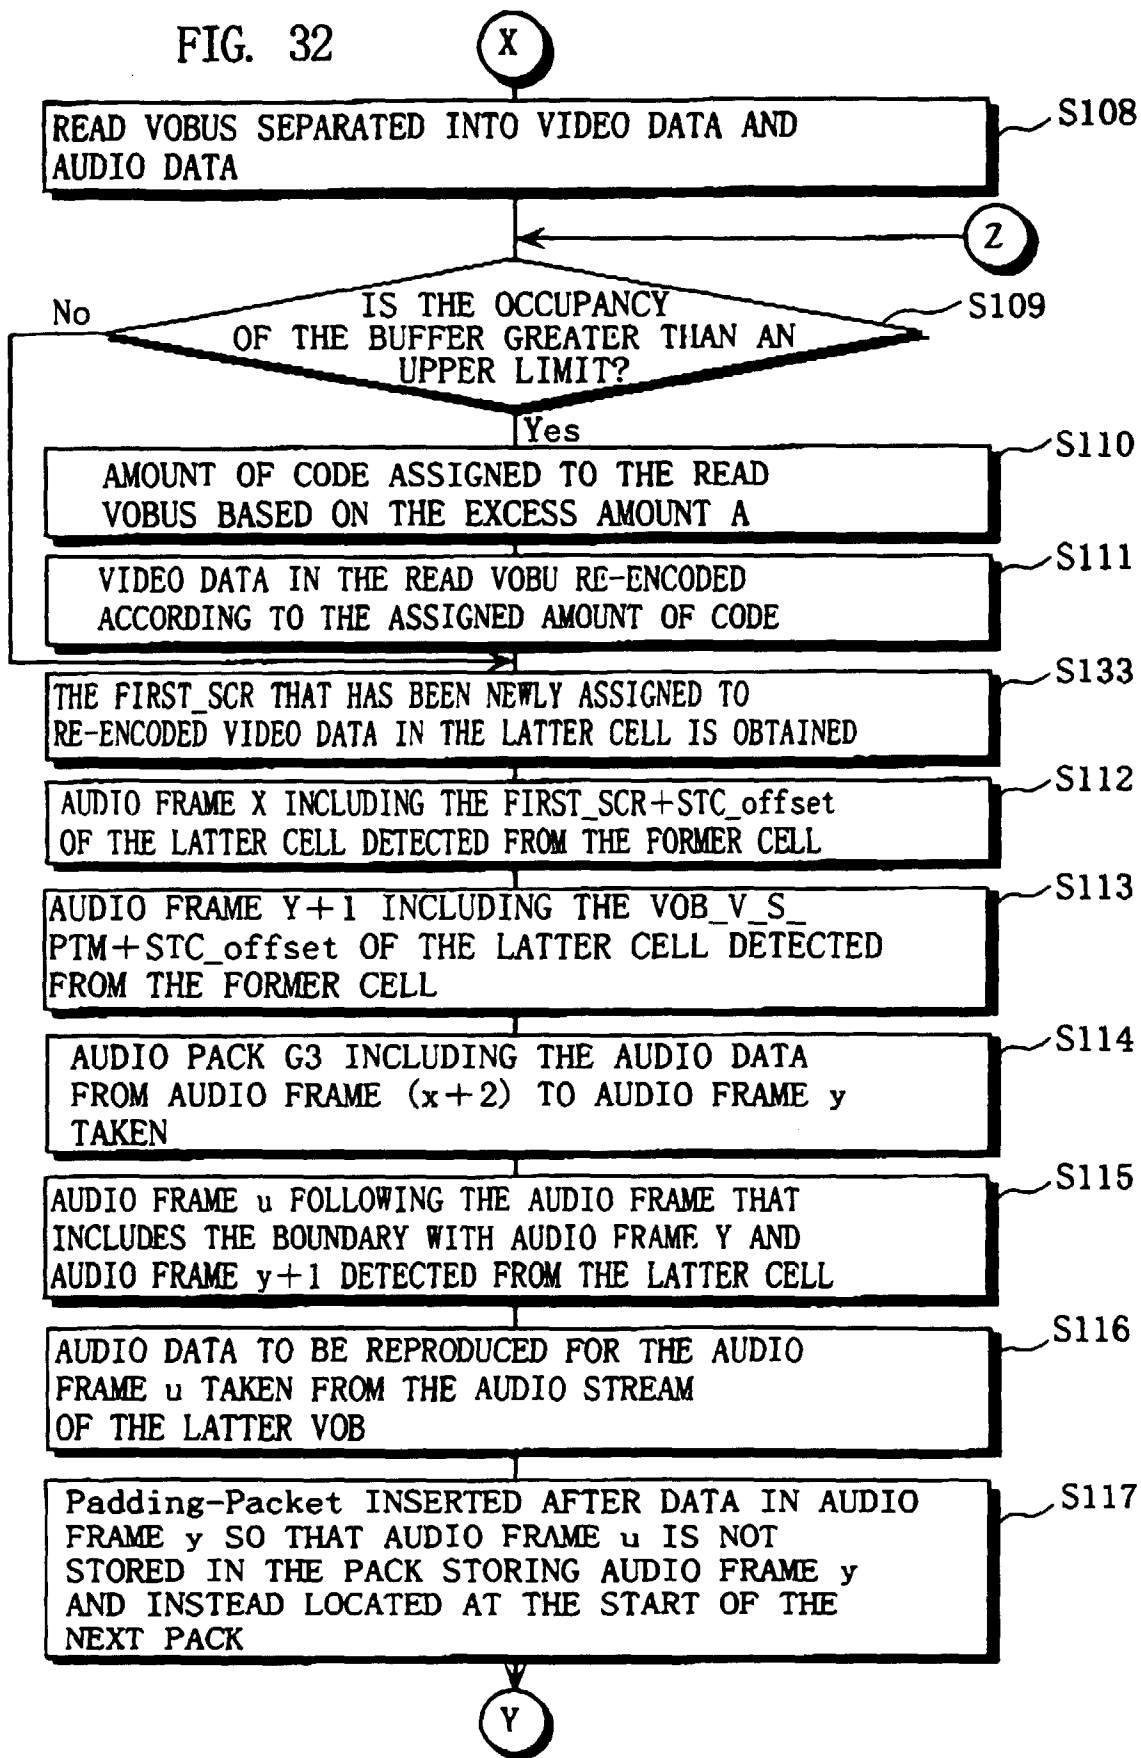 FIG. 32
X
READ VOBUS SEPARATED INTO VIDEO DATA AND
AUDIO DATA
S108
Z
No
IS THE OCCUPANCY
OF THE BUFFER GREATER THAN AN
UPPER LIMIT?
S109
Yes
AMOUNT OF CODE ASSIGNED TO THE READ
VOBUS BASED ON THE EXCESS AMOUNT A
S110
VIDEO DATA IN THE READ VOBU RE-ENCODED
ACCORDING TO THE ASSIGNED AMOUNT OF CODE
S111
THE FIRST_SCR THAT HAS BEEN NEWLY ASSIGNED TO
RE-ENCODED VIDEO DATA IN THE LATTER CELL IS OBTAINED
S133
AUDIO FRAME X INCLUDING THE FIRST_SCR+STC_offset
OF THE LATTER CELL DETECTED FROM THE FORMER CELL
S112
AUDIO FRAME Y+1 INCLUDING THE VOB_V_S_
PTM+STC_offset OF THE LATTER CELL DETECTED
FROM THE FORMER CELL
S113
AUDIO PACK G3 INCLUDING THE AUDIO DATA
FROM AUDIO FRAME (x+2) TO AUDIO FRAME y
TAKEN
S114
AUDIO FRAME u FOLLOWING THE AUDIO FRAME THAT
INCLUDES THE BOUNDARY WITH AUDIO FRAME Y AND
AUDIO FRAME y+1 DETECTED FROM THE LATTER CELL
S115
AUDIO DATA TO BE REPRODUCED FOR THE AUDIO
FRAME u TAKEN FROM THE AUDIO STREAM
OF THE LATTER VOB
S116
Padding-Packet INSERTED AFTER DATA IN AUDIO
FRAME y SO THAT AUDIO FRAME u IS NOT
STORED IN THE PACK STORING AUDIO FRAME y
AND INSTEAD LOCATED AT THE START OF THE
NEXT PACK
S117
Y